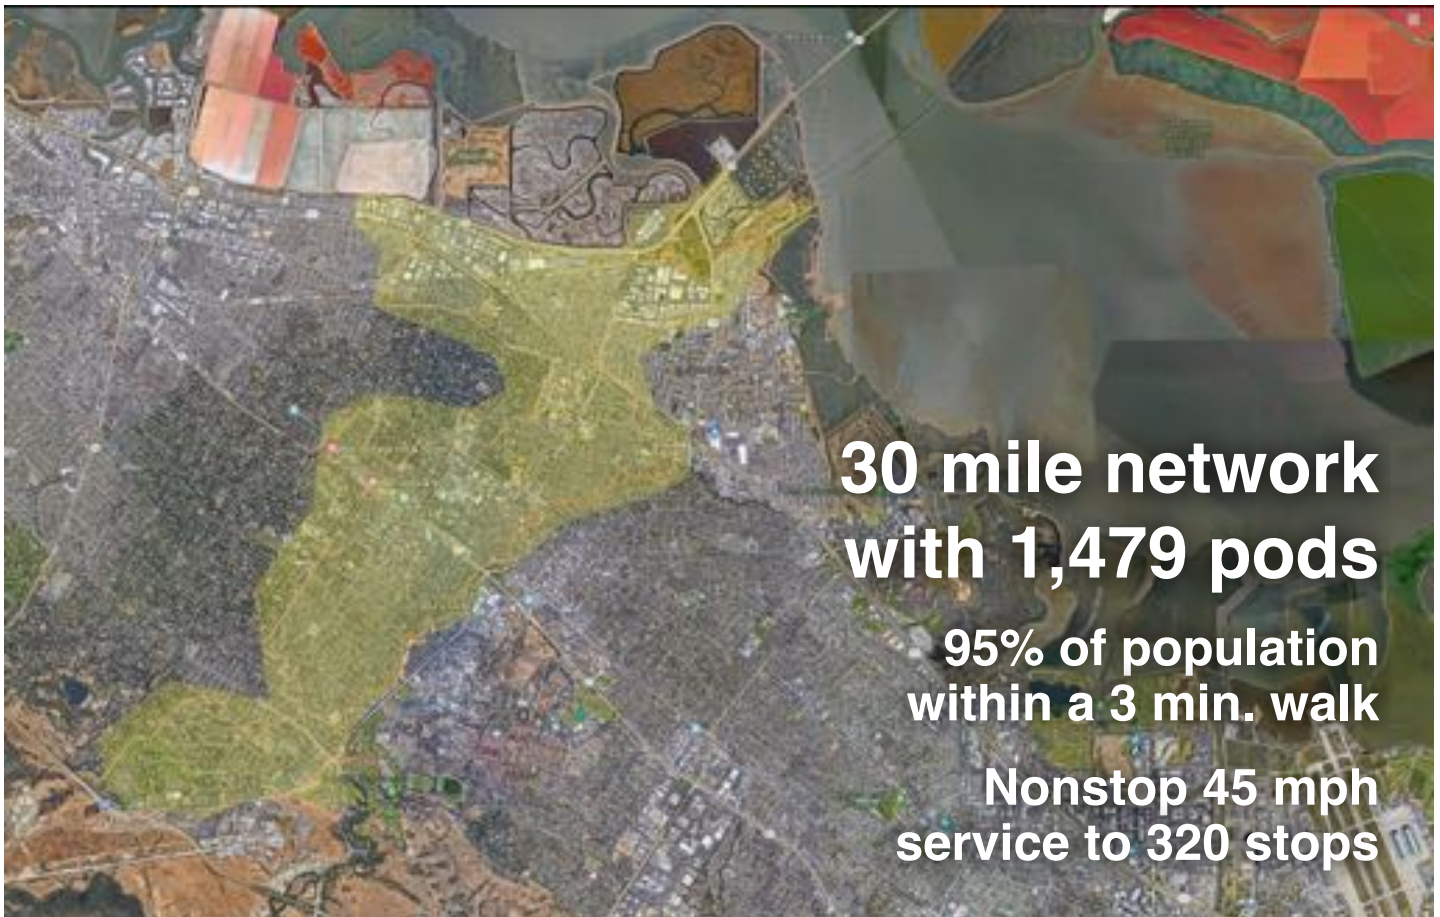 30 mile network
with 1,479 pods
95% of population
within a 3 min. walk
Nonstop 45 mph
service to 320 stops